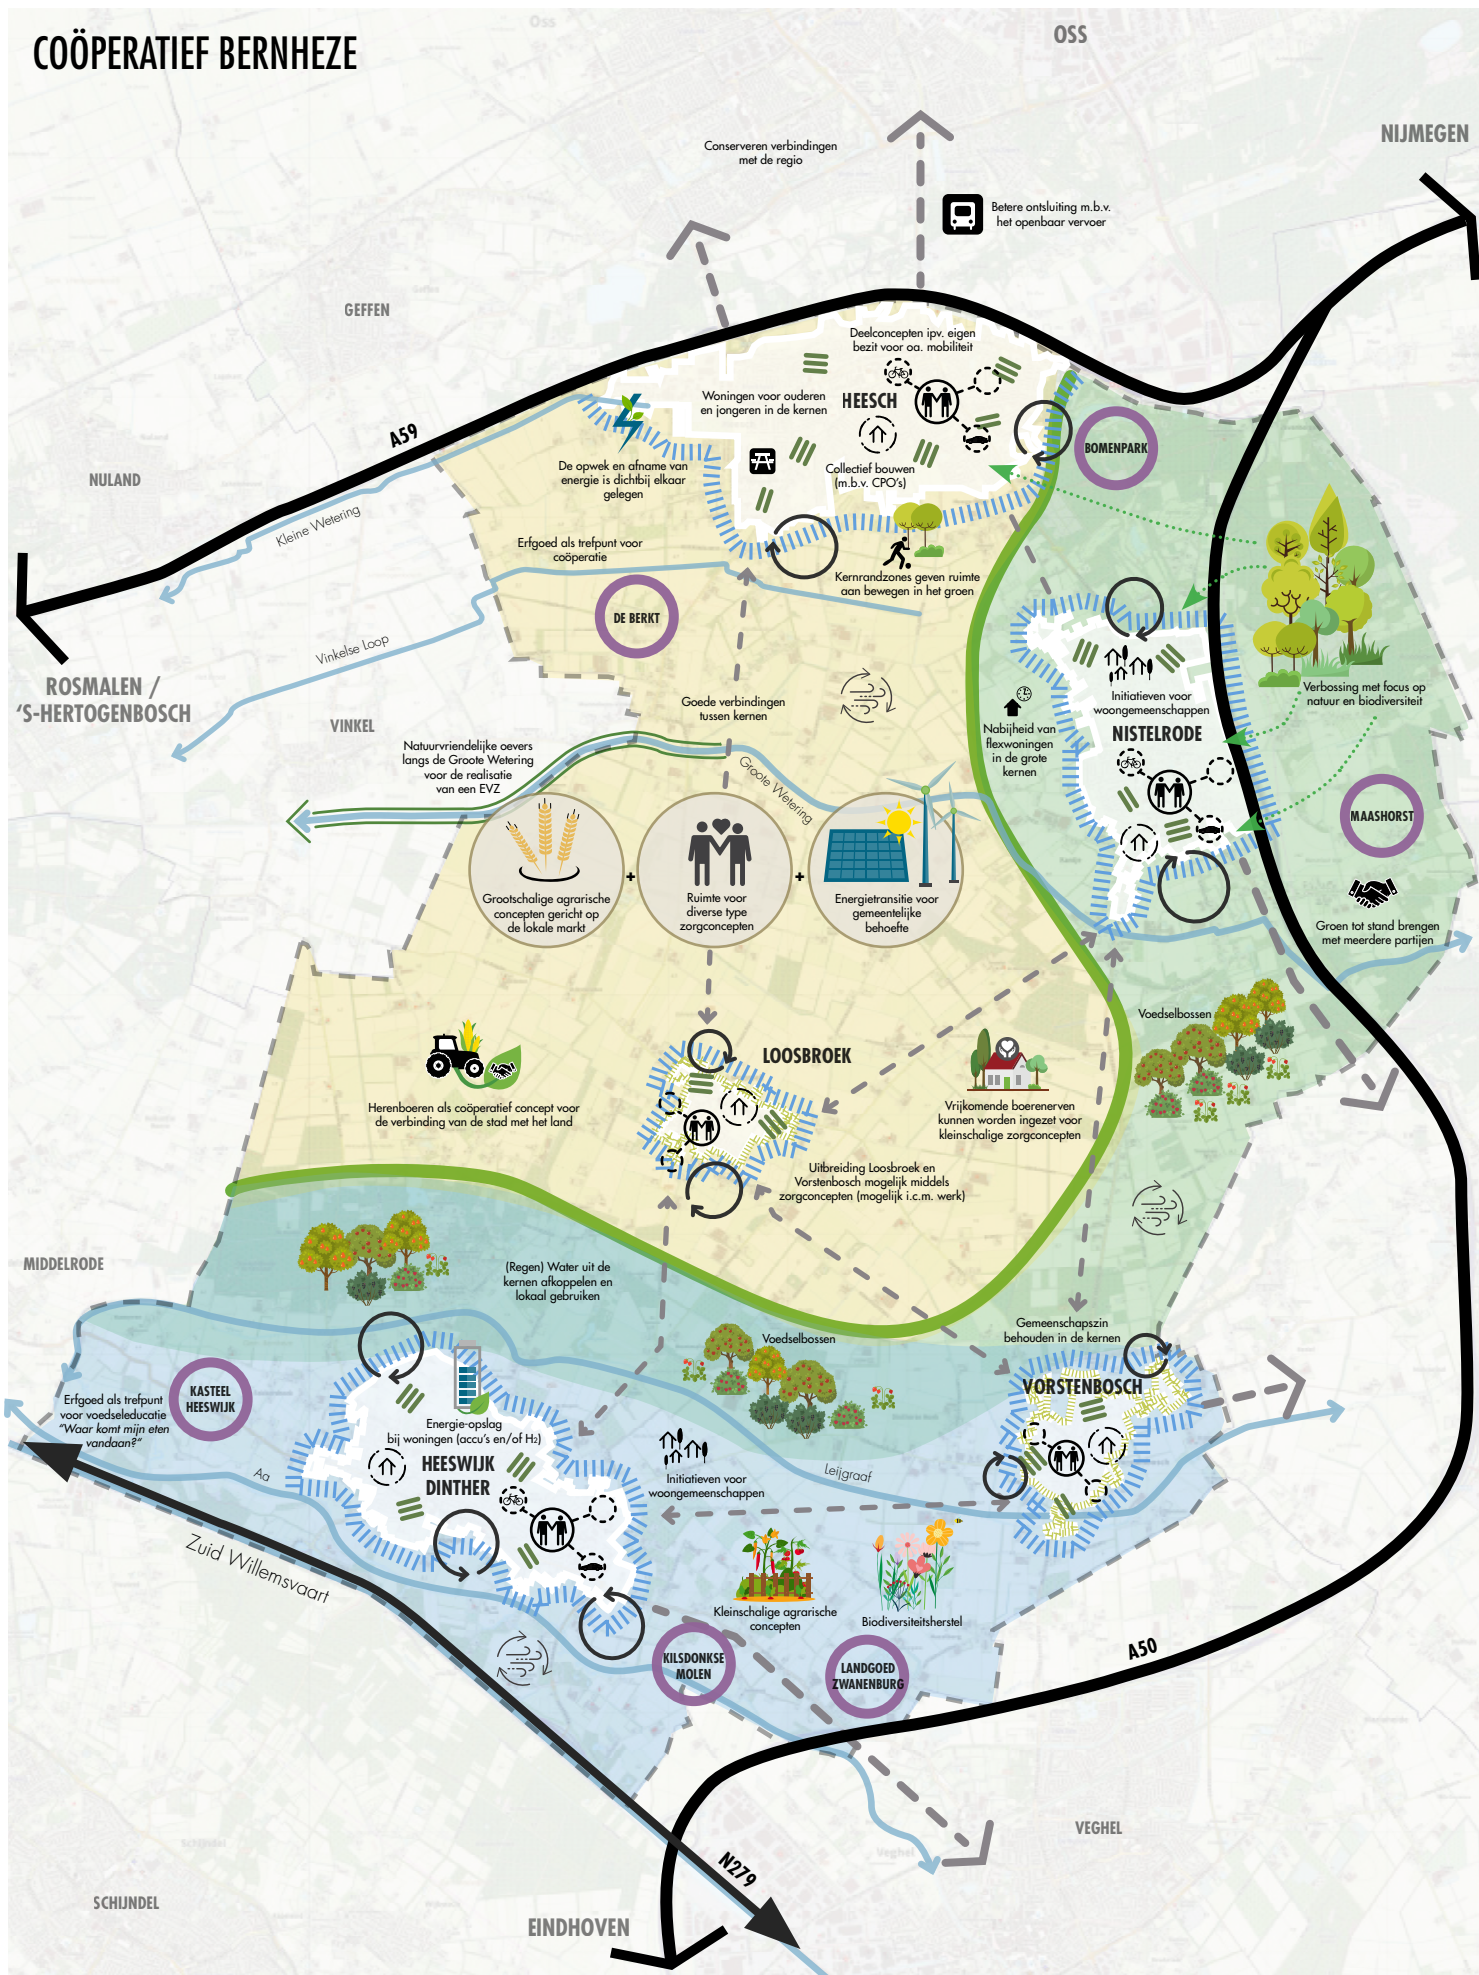 COÖPERATIEF BERNHEZE
Oss
OSS
NIJMEGEN
Conserveren verbindingen
met de regio
Betere ontsluiting m.b.v.
het openbaar vervoer
GEFFEN
Deelconcepten ipv. eigen
bezit voor oa. mobiliteit
Woningen voor ouderen
en jongeren in de kernen
HEESCH
A59
BOMENPARK
De opwek en afname van
energie is dichtbij elkaar
gelegen
Collectief bouwen
(m.b.v. CPO's)
NULAND
Kleine Wetering
Erfgoed als trefpunt voor
coöperatie
Kernrandzones geven ruimte
aan bewegen in het groen
DE BERKT
Vinkelse Loop
ROSMALEN /
'S-HERTOGENBOSCH
VINKEL
Goede verbindingen
tussen kernen
Initiatieven voor
woongemeenschappen
NISTELRODE
Verbossing met focus op
natuur en biodiversiteit
Nabijheid van
flexwoningen
in de grote
kernen
Natuurvriendelijke oevers
langs de Groote Wetering
voor de realisatie
van een EVZ
Groote Wetering
MAASHORST
Grootschalige agrarische
concepten gericht op
de lokale markt
+
Ruimte voor
diverse type
zorgconcepten
+
Energietransitie voor
gemeentelijke
behoefte
Groen tot stand brengen
met meerdere partijen
Voedselbossen
LOOSBROEK
Herenboeren als coöperatief concept voor
de verbinding van de stad met het land
Vrijkomende boerenerven
kunnen worden ingezet voor
kleinschalige zorgconcepten
Uitbreiding Loosbroek en
Vorstenbosch mogelijk middels
zorgconcepten (mogelijk i.c.m. werk)
MIDDELRODE
(Regen) Water uit de
kernen afkoppelen en
lokaal gebruiken
Voedselbossen
Gemeenschapszin
behouden in de kernen
KASTEEL
HEESWIJK
Erfgoed als trefpunt
voor voedseleducatie
"Waar komt mijn eten
vandaan?"
VORSTENBOSCH
Energie-opslag
bij woningen (accu's en/of H2)
HEESWIJK
DINTHER
Aa
Initiatieven voor
woongemeenschappen
Leijgraaf
Zuid Willemsvaart
Kleinschalige agrarische
concepten
Biodiversiteitsherstel
KILSDONKSE
MOLEN
LANDGOED
ZWANENBURG
A50
VEGHEL
Veghel
N279
SCHIJNDEL
EINDHOVEN